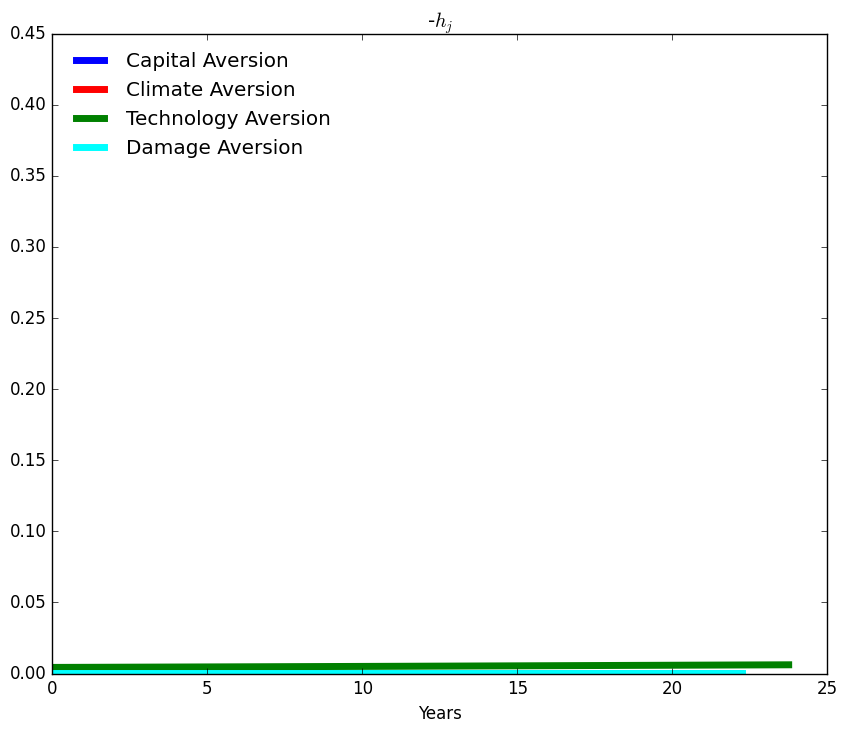 -h_j
0.45
Capital Aversion
0.40
Climate Aversion
Technology Aversion
Damage Aversion
0.35
0.30
0.25
0.20
0.15
0.10
0.05
0.00
0 5 10 15 20 25
Years